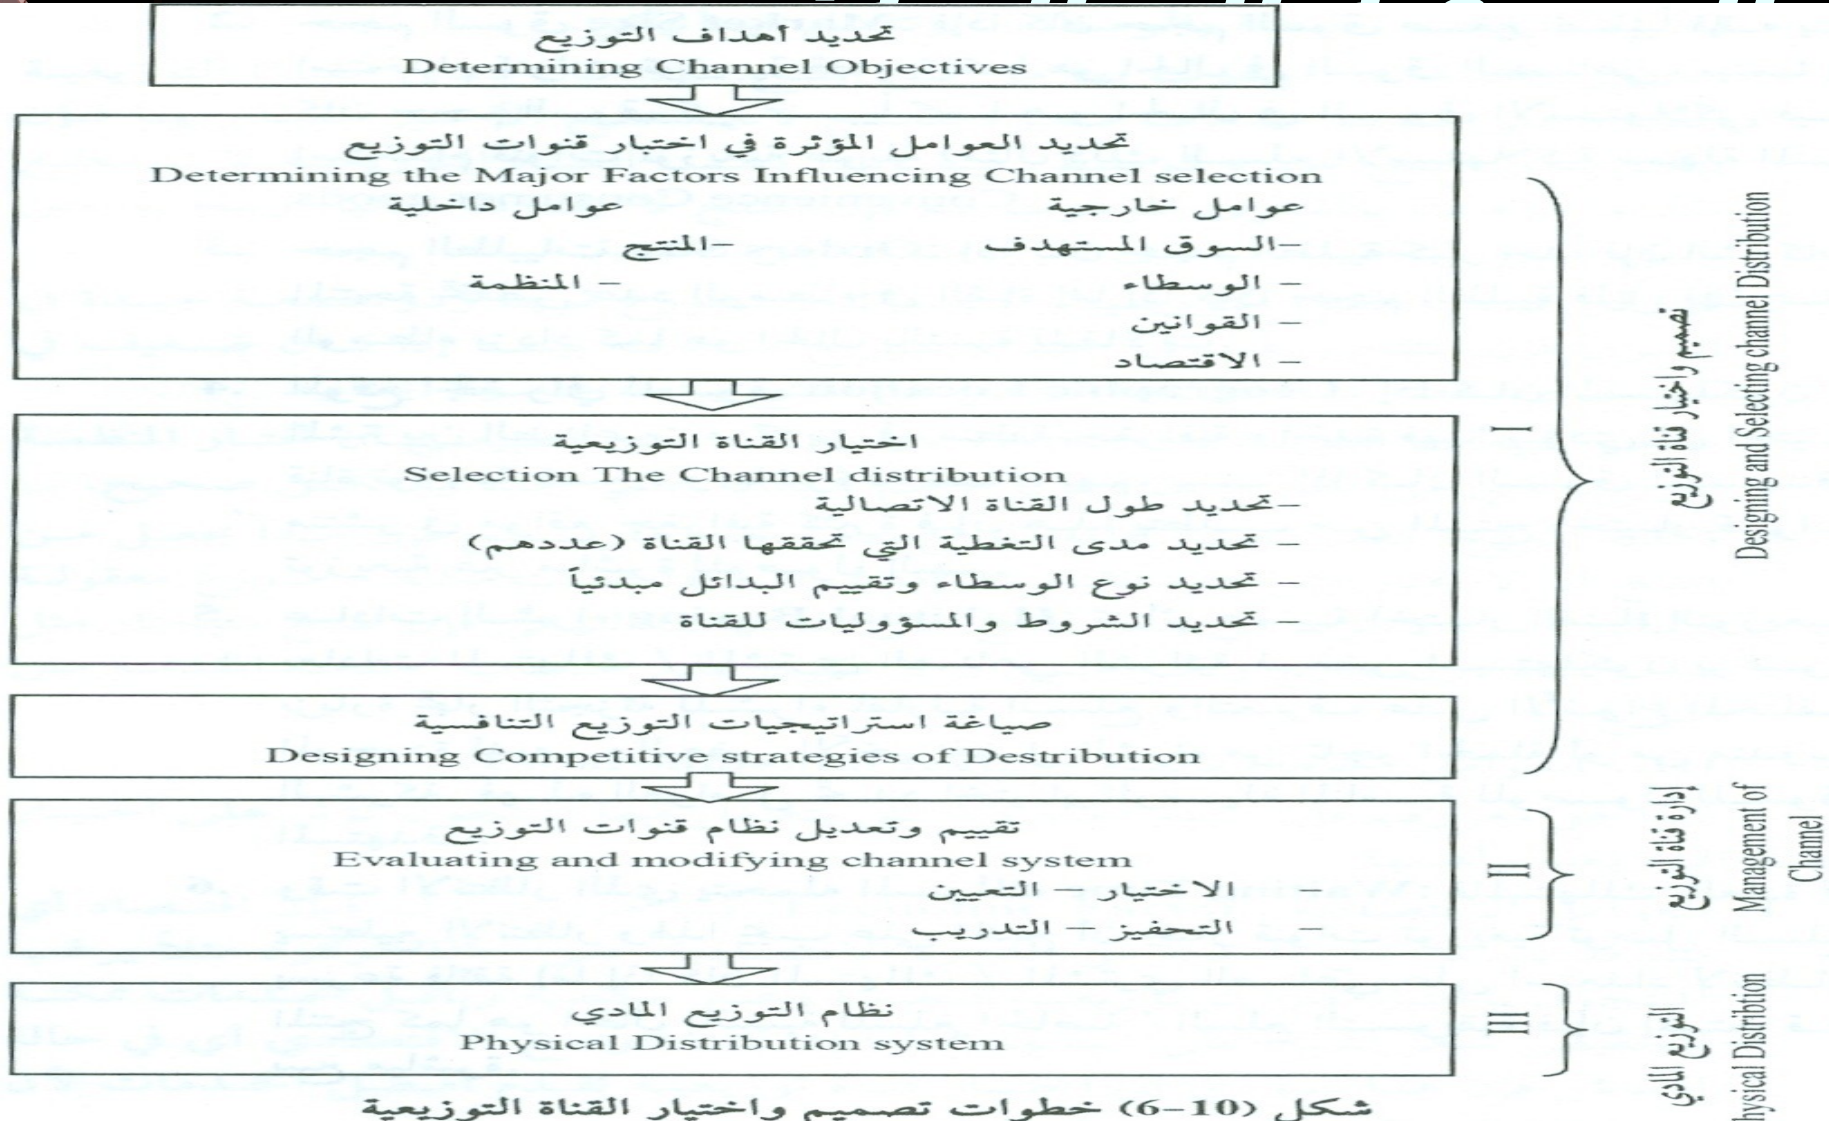 تحديد أهداف التوزيع
Determining Channel Objectives
تحديد العوامل المؤثرة في اختبار قنوات التوزيع
Determining the Major Factors Influencing Channel selection
عوامل خارجية
-السوق المستهدف
- الوسطاء
- القوانين
- الاقتصاد
عوامل داخلية
-المنتج
- المنظمة
اختيار القناة التوزيعية
Selection The Channel distribution
-تحديد طول القناة الاتصالية
- تحديد مدى التغطية التي تحققها القناة (عددهم)
- تحديد نوع الوسطاء وتقييم البدائل مبدئياً
- تحديد الشروط والمسؤوليات للقناة
صياغة استراتيجيات التوزيع التنافسية
Designing Competitive strategies of Destribution
I
تصميم واختيار قناة التوزيع
Designing and Selecting channel Distribution
تقييم وتعديل نظام قنوات التوزيع
Evaluating and modifying channel system
الاختيار - التعيين
- التحفيز - التدريب
II
إدارة قناة التوزيع
Management of
Channel
نظام التوزيع المادي
Physical Distribution system
III
التوزيع المادي
hysical Distribution
شكل (10-6) خطوات تصميم واختيار القناة التوزيعية